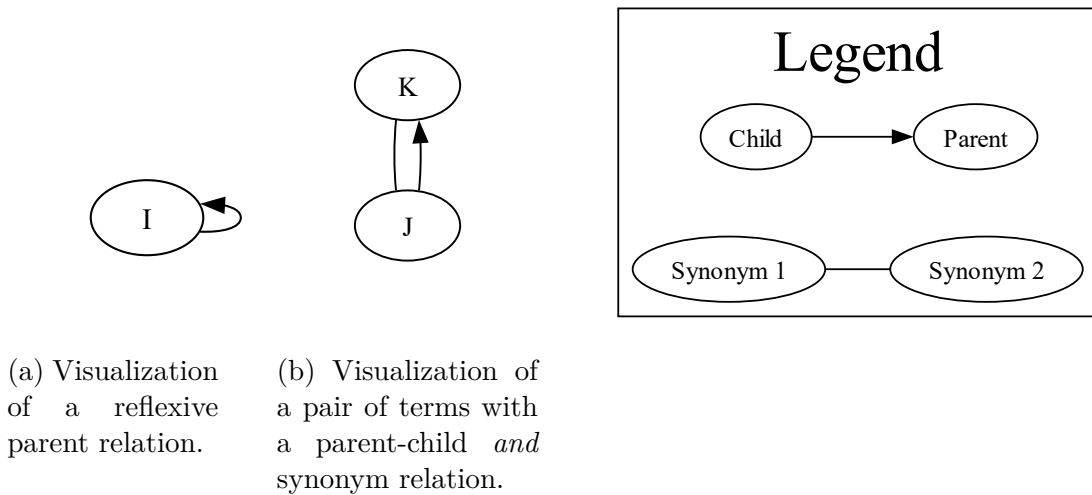 K
J
I
Legend
Child
Parent
Synonym 1
Synonym 2
(a) Visualization
of a reflexive
parent relation.
(b) Visualization of
a pair of terms with
a parent-child and
synonym relation.